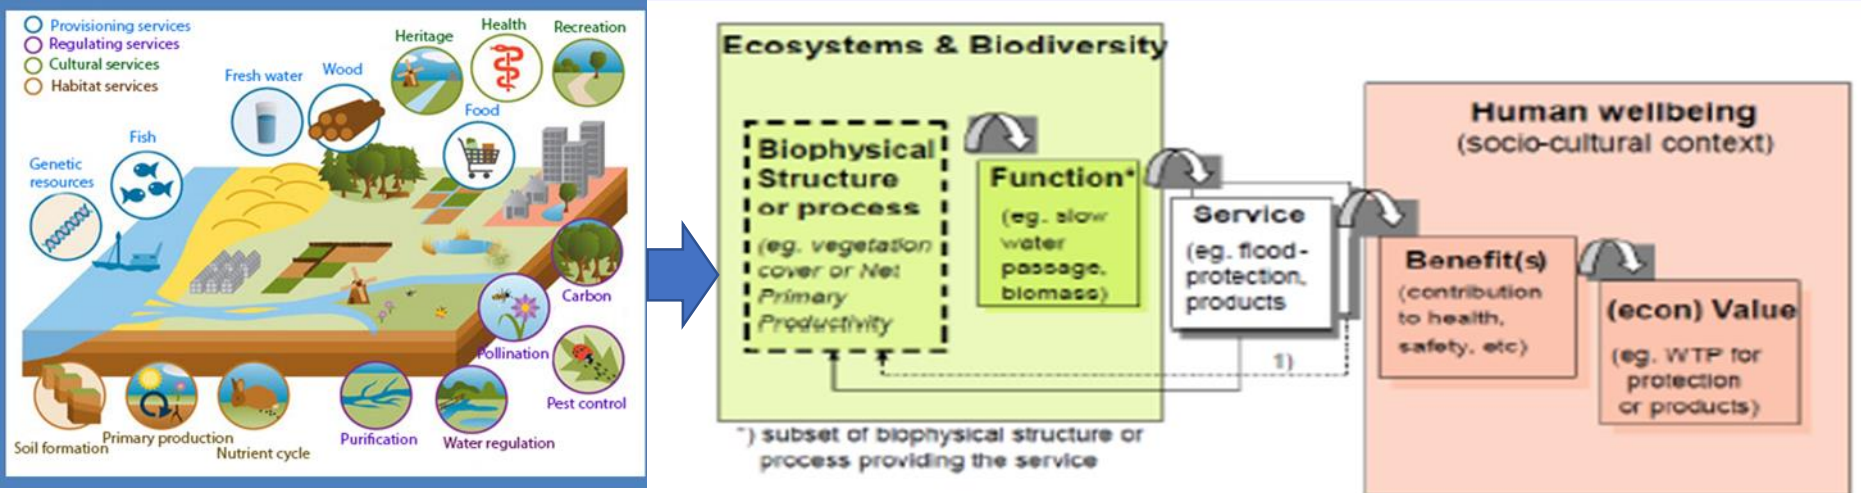 Provisioning services
Regulating services
Cultural services
Habitat services
Heritage
Health
Recreation
Fresh water
Wood
Food
Fish
Genetic
resources
Carbon
Pollination
Pest control
Soil formation
Primary production
Nutrient cycle
Purification
Water regulation
Ecosystems & Biodiversity
Biophysical
Structure
or process
(eg. vegetation
cover or Net
Primary
Productivity
Function*
(eg. slow
water
passage,
biomass)
Service
(eg. flood-
protection,
products
1)
*) subset of biophysical structure or
process providing the service
Human wellbeing
(socio-cultural context)
Benefit(s)
(contribution
to health,
safety, etc)
(econ) Value
(eg. WTP for
protection
or products)